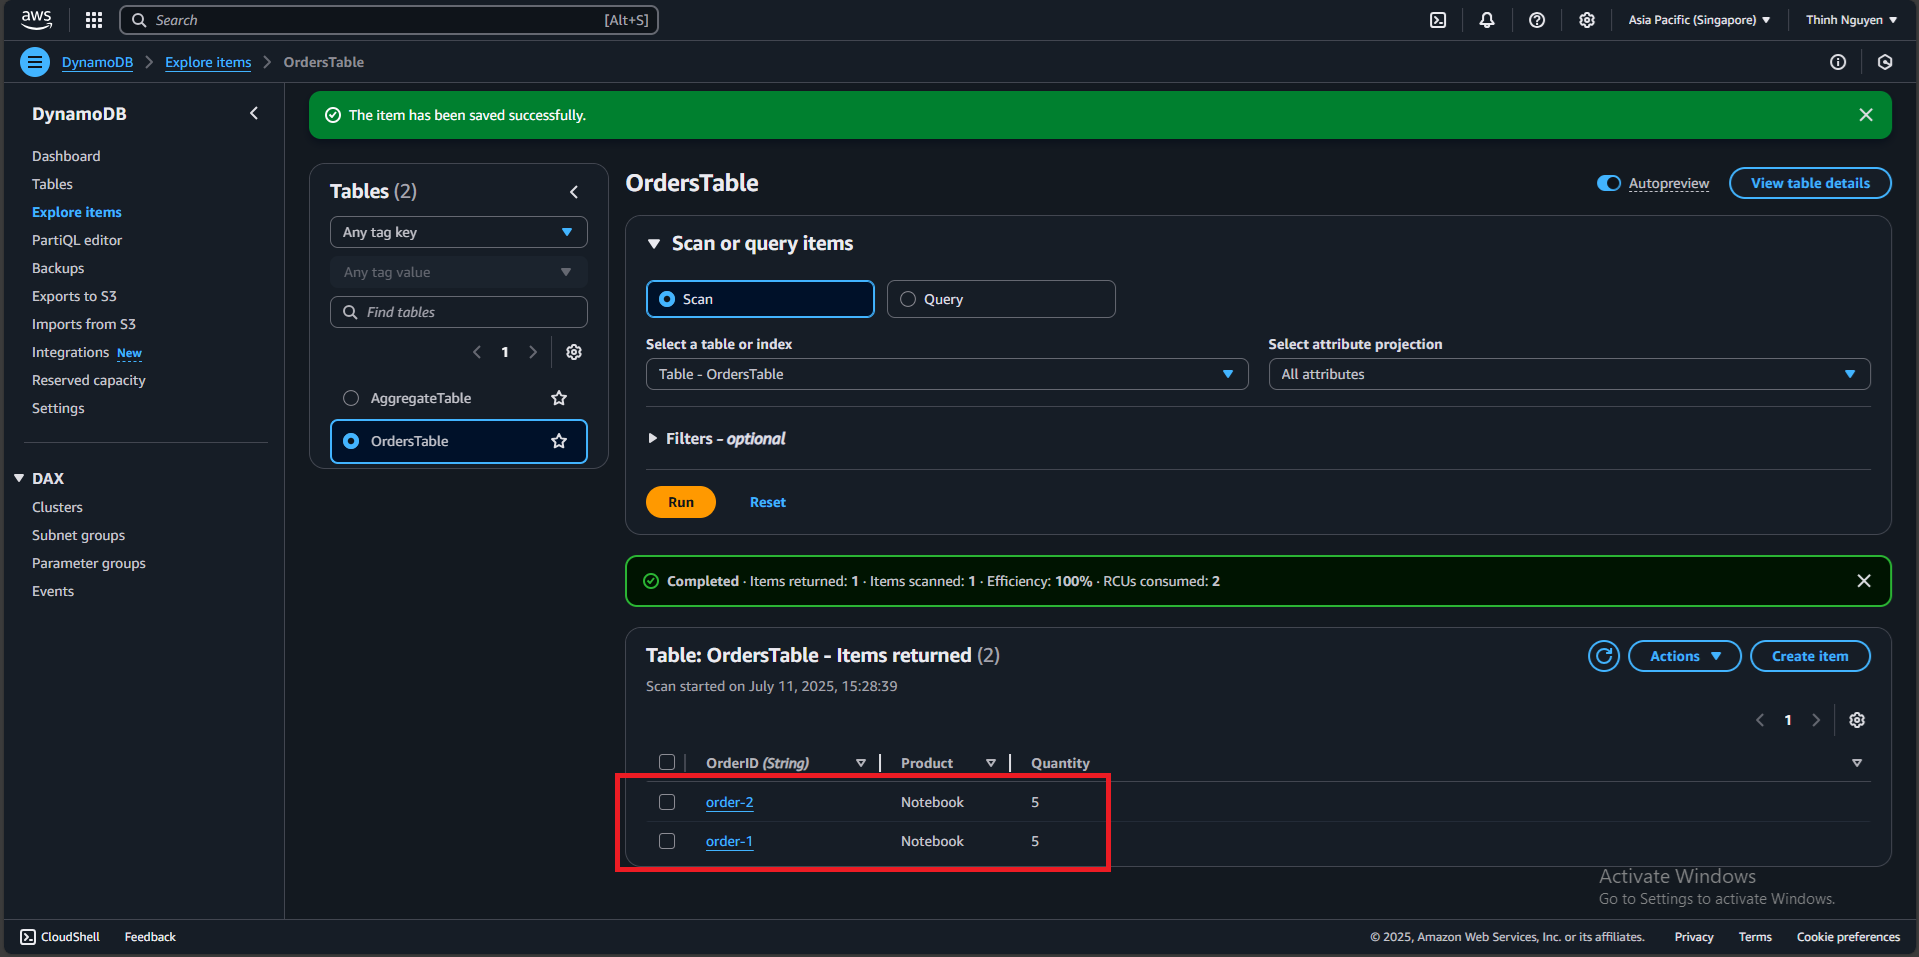 aws
Search [Alt+S]
Asia Pacific (Singapore)
Thinh Nguyen
DynamoDB
Explore items
OrdersTable
DynamoDB
Dashboard
Tables
Explore items
PartiQL editor
Backups
Exports to S3
Imports from S3
Integrations New
Reserved capacity
Settings
DAX
Clusters
Subnet groups
Parameter groups
Events
The item has been saved successfully.
Tables (2)
Any tag key
Any tag value
Find tables
1
AggregateTable
OrdersTable
OrdersTable
Autopreview
View table details
Scan or query items
Scan
Query
Select a table or index
Table - OrdersTable
Select attribute projection
All attributes
Filters - optional
Run
Reset
Completed · Items returned: 1 · Items scanned: 1 · Efficiency: 100% · RCUs consumed: 2
Table: OrdersTable - Items returned (2)
Scan started on July 11, 2025, 15:28:39
Actions
Create item
1
OrderID (String) Product Quantity
order-2 Notebook 5
order-1 Notebook 5
Activate Windows
Go to Settings to activate Windows.
CloudShell
Feedback
© 2025, Amazon Web Services, Inc. or its affiliates.
Privacy
Terms
Cookie preferences